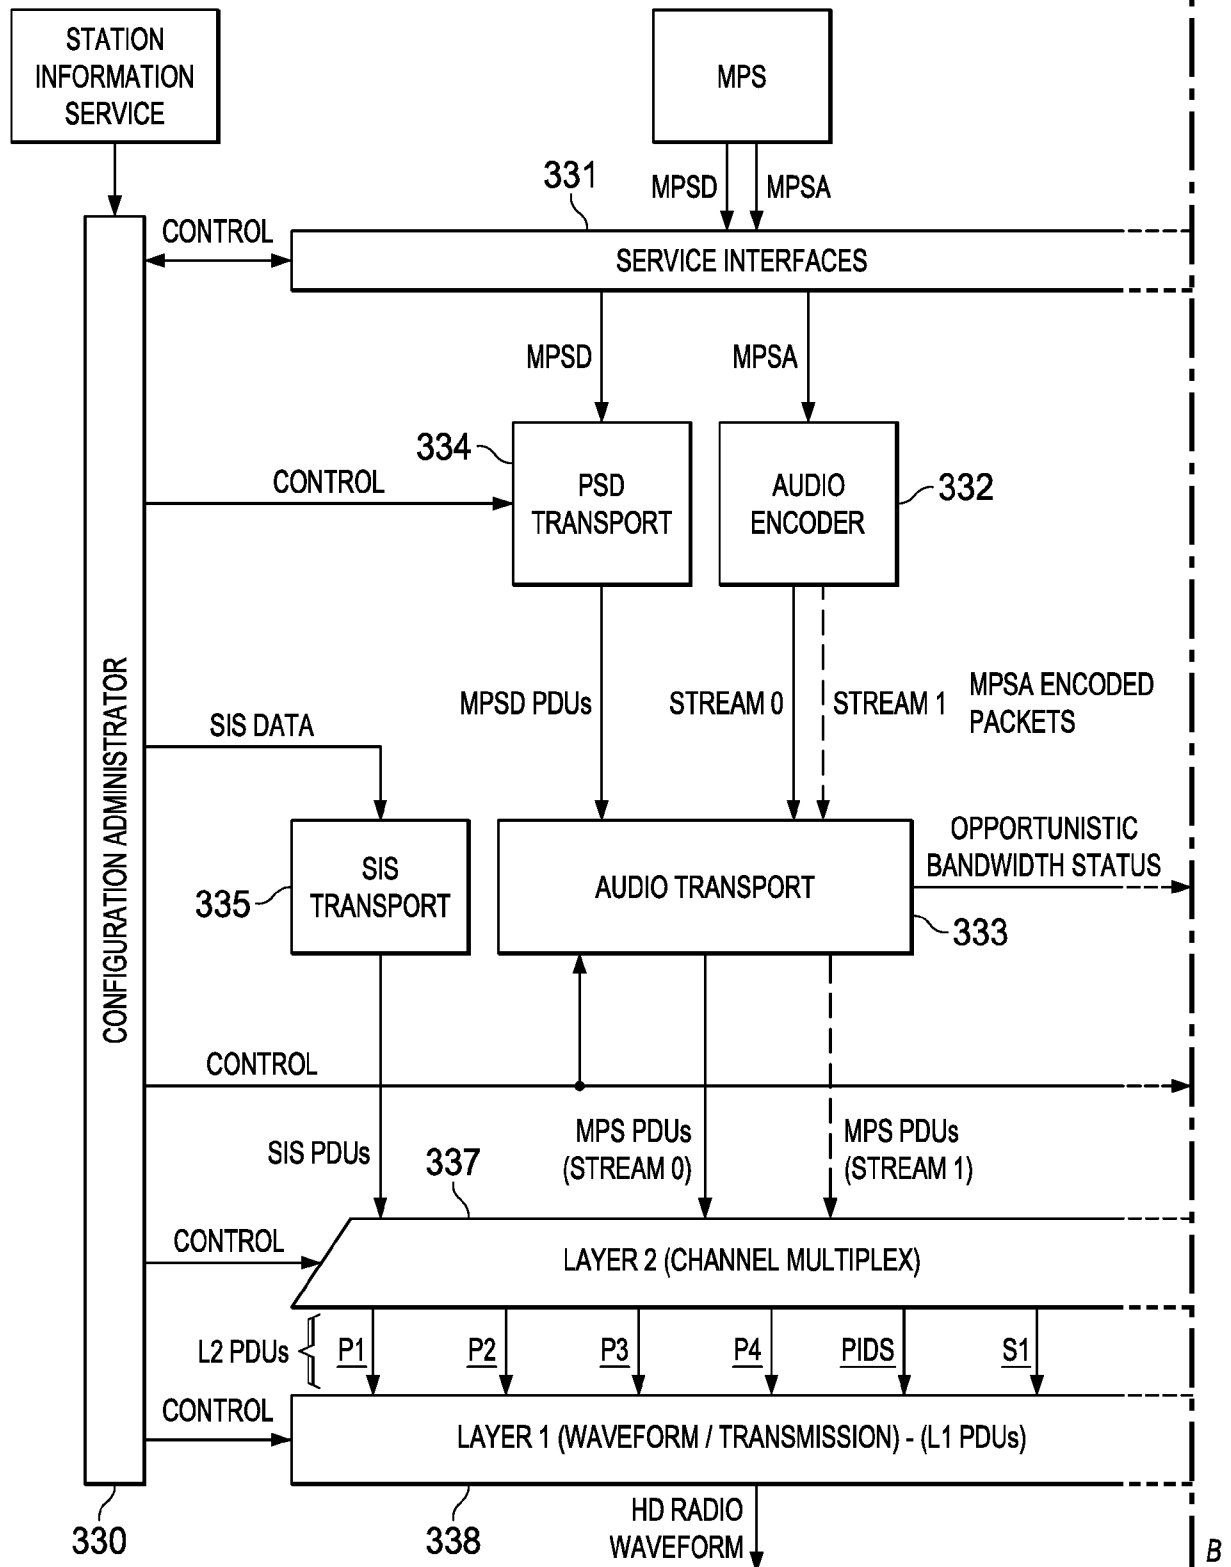 STATION
INFORMATION
SERVICE
MPS
MPSD
MPSA
331
CONTROL
SERVICE INTERFACES
MPSD
MPSA
334
PSD
TRANSPORT
AUDIO
ENCODER
332
CONTROL
CONFIGURATION ADMINISTRATOR
MPSD PDUs
STREAM 0
STREAM 1
MPSA ENCODED
PACKETS
SIS DATA
335
SIS
TRANSPORT
AUDIO TRANSPORT
OPPORTUNISTIC
BANDWIDTH STATUS
333
CONTROL
SIS PDUs
337
MPS PDUs
(STREAM 0)
MPS PDUs
(STREAM 1)
CONTROL
LAYER 2 (CHANNEL MULTIPLEX)
L2 PDUs
P1
P2
P3
P4
PIDS
S1
CONTROL
LAYER 1 (WAVEFORM / TRANSMISSION) - (L1 PDUs)
330
338
HD RADIO
WAVEFORM
B